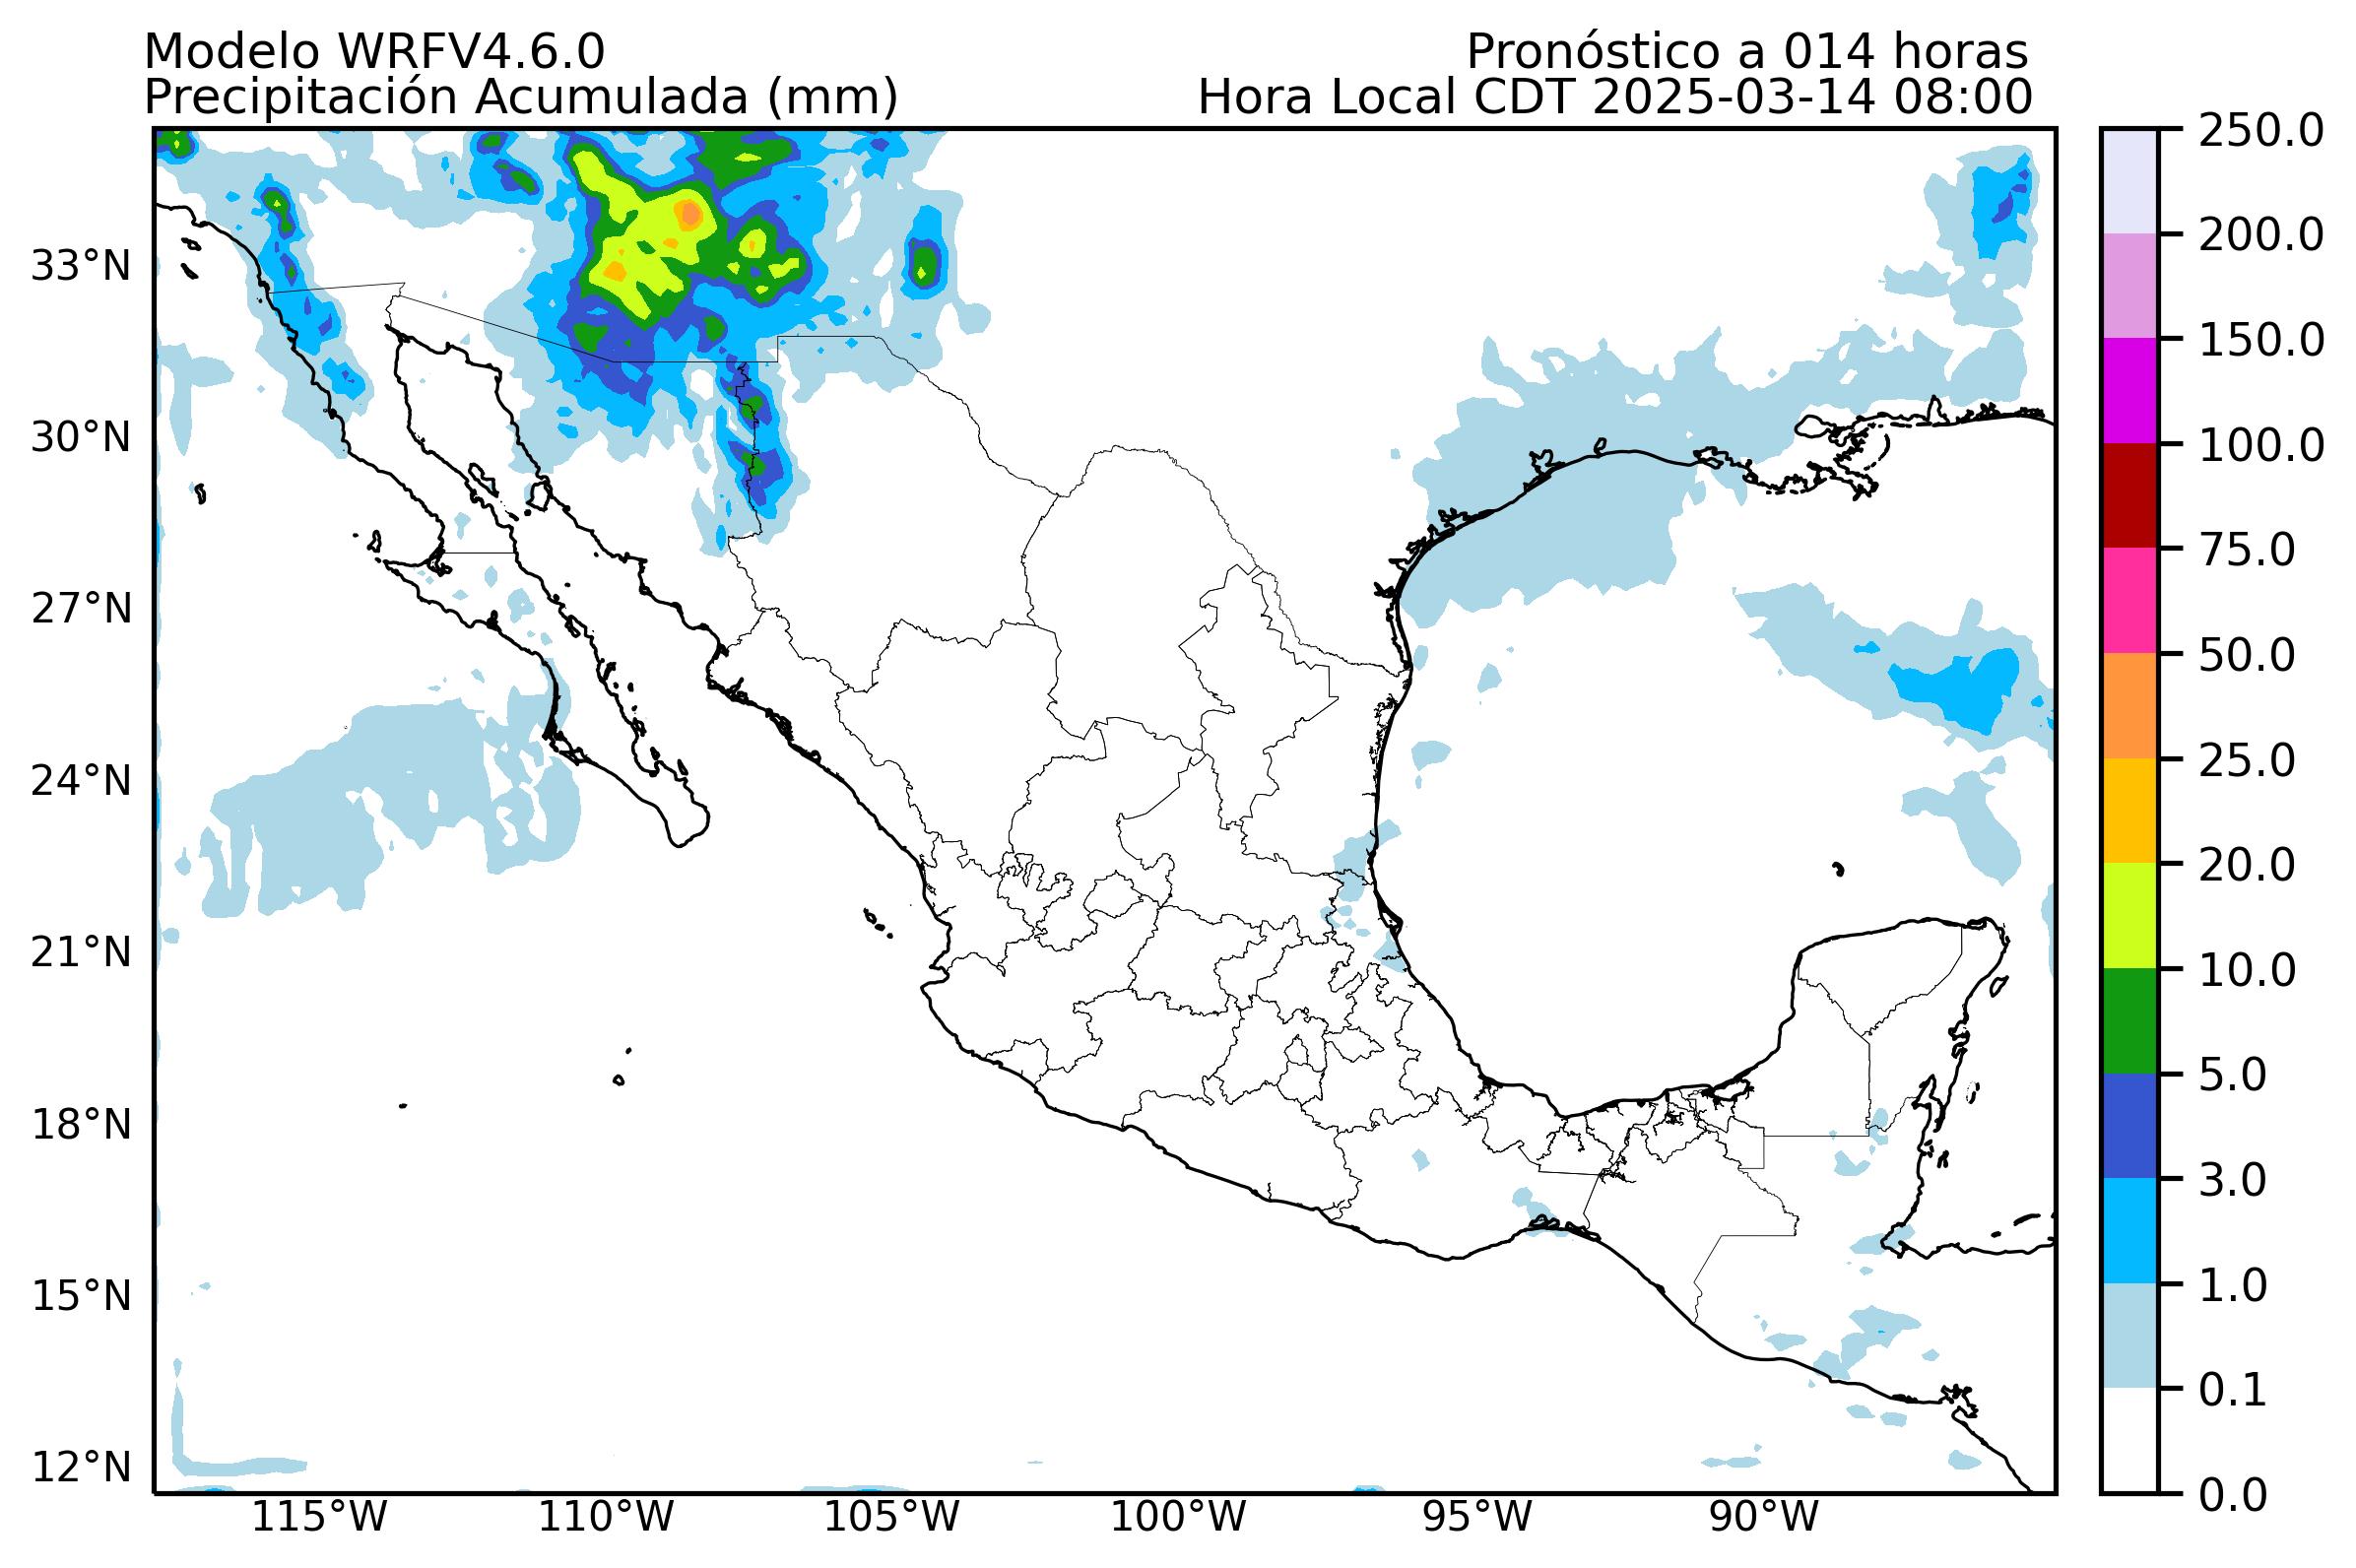 Modelo WRFV4.6.0
Pronóstico a 014 horas
Precipitación Acumulada (mm)
Hora Local CDT 2025-03-14 08:00
250.0
200.0
150.0
100.0
75.0
50.0
25.0
20.0
10.0
5.0
3.0
1.0
0.1
0.0
33°N
30°N
27°N
24°N
21°N
18°N
15°N
12°N
115°W
110°W
105°W
100°W
95°W
90°W